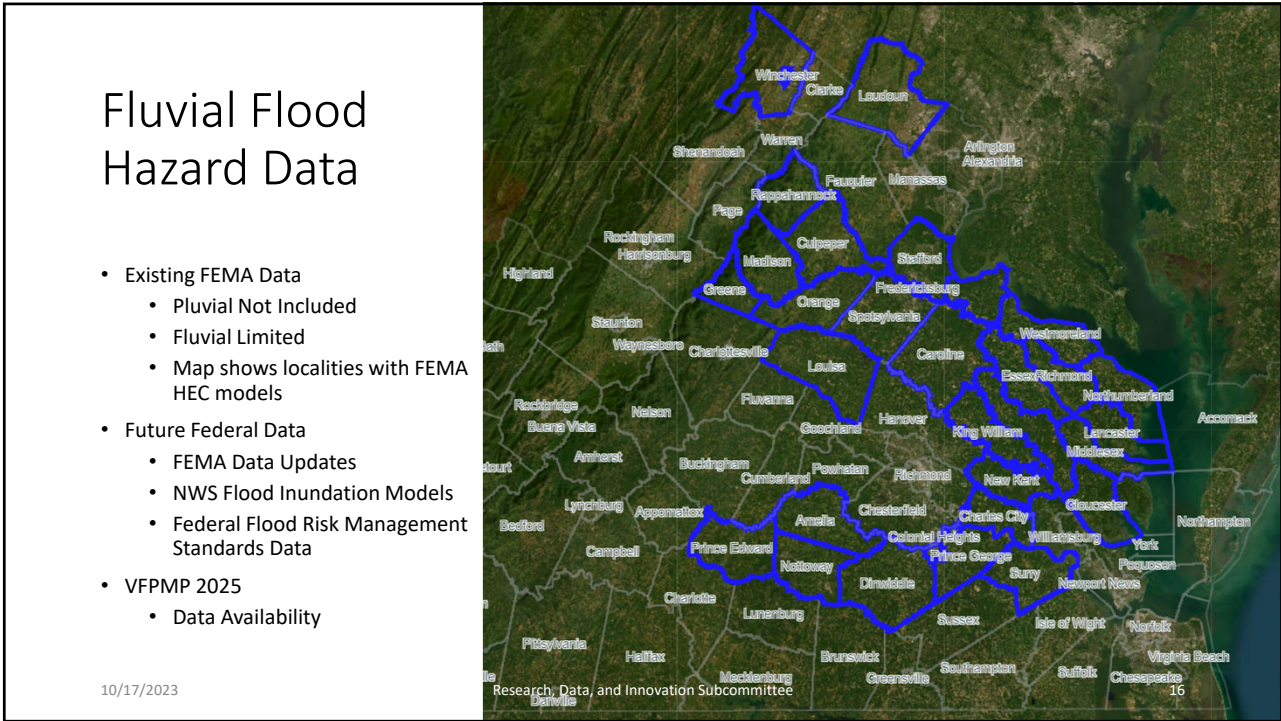 Fluvial Flood
Hazard Data
• Existing FEMA Data
• Pluvial Not Included
• Fluvial Limited
• Map shows localities with FEMA
HEC models
• Future Federal Data
• FEMA Data Updates
• NWS Flood Inundation Models
• Federal Flood Risk Management
Standards Data
• VFPMP 2025
• Data Availability
Winchester
Clarke
Loudoun
Warren
Shenandoah
Arlington
Alexandria
Fauquier
Manassas
Rappahannock
Page
Rockingham
Harrisonburg
Culpeper
Madison
Stafford
Highland
Greene
Fredericksburg
Orange
Spotsylvania
Staunton
Waynesboro
Charlottesville
Westmoreland
Caroline
Louisa
Essex
Richmond
Northumberland
Fluvanna
Rockbridge
Buena Vista
Nelson
Hanover
Goochland
King William
Lancaster
Middlesex
Accomack
Amherst
Buckingham
Cumberland
Powhatan
Richmond
New Kent
Lynchburg
Appomattox
Amelia
Chesterfield
Charles City
Gloucester
Bedford
Northampton
Campbell
Prince Edward
Colonial Heights
Prince George
Williamsburg
York
Poquoson
Nottoway
Dinwiddie
Surry
Newport News
Charlotte
Lunenburg
Sussex
Isle of Wight
Norfolk
Pittsylvania
Halifax
Brunswick
Southampton
Suffolk
Virginia Beach
Chesapeake
Mecklenburg
Greensville
Danville
10/17/2023
Research, Data, and Innovation Subcommittee
16